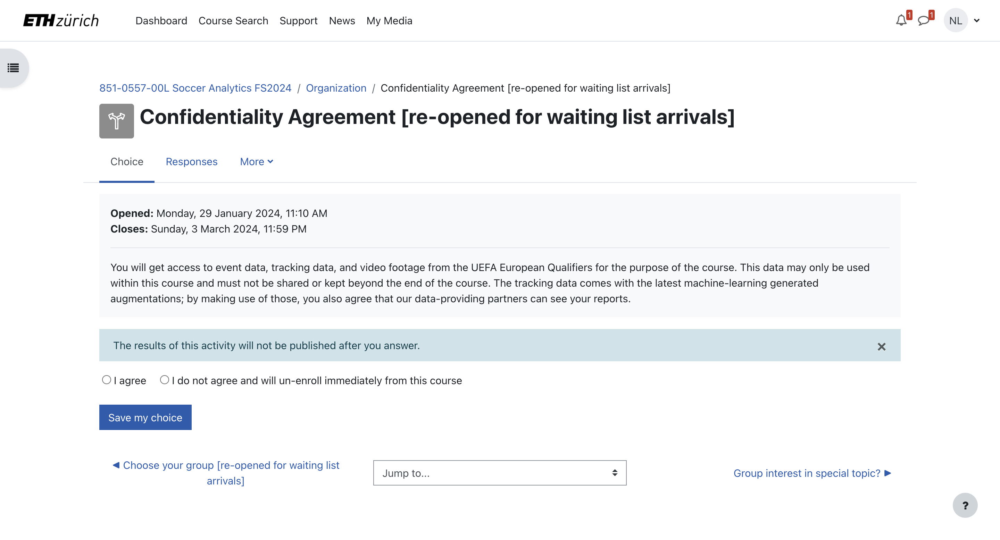 ETH zürich
Dashboard Course Search Support News My Media
1 1 NL
851-0557-00L Soccer Analytics FS2024 / Organization / Confidentiality Agreement [re-opened for waiting list arrivals]
Confidentiality Agreement [re-opened for waiting list arrivals]
Choice Responses More
Opened: Monday, 29 January 2024, 11:10 AM
Closes: Sunday, 3 March 2024, 11:59 PM
You will get access to event data, tracking data, and video footage from the UEFA European Qualifiers for the purpose of the course. This data may only be used
within this course and must not be shared or kept beyond the end of the course. The tracking data comes with the latest machine-learning generated
augmentations; by making use of those, you also agree that our data-providing partners can see your reports.
The results of this activity will not be published after you answer.
I agree I do not agree and will un-enroll immediately from this course
Save my choice
◀ Choose your group [re-opened for waiting list
arrivals]
Jump to...
Group interest in special topic? ▶
?